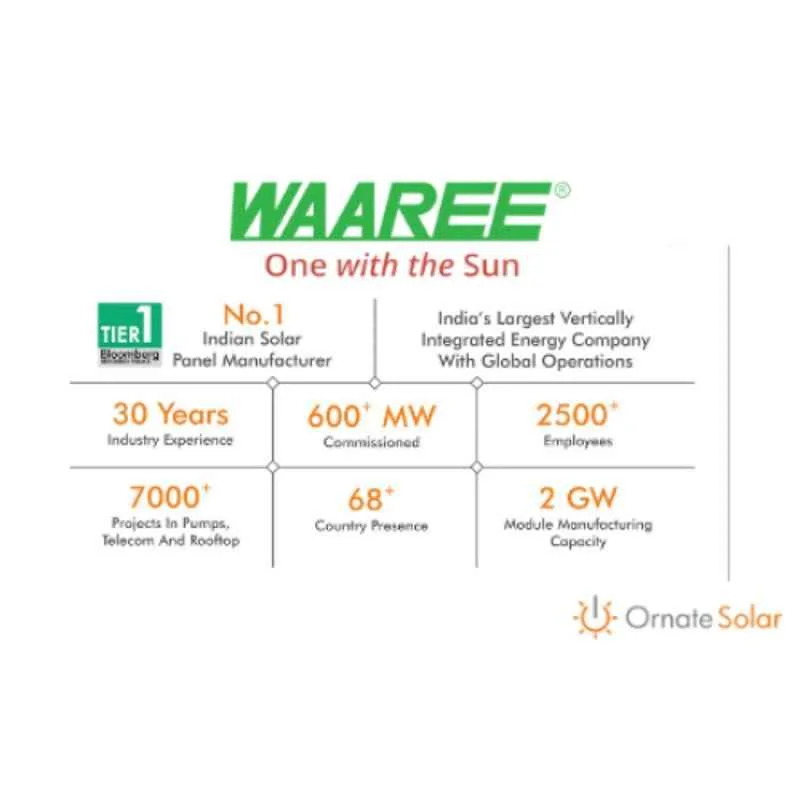 WAAREE®
One with the Sun
TIER 1
Bloomberg
No.1
Indian Solar
Panel Manufacturer
India's Largest Vertically
Integrated Energy Company
With Global Operations
30 Years
Industry Experience
600+ MW
Commissioned
2500+
Employees
7000+
Projects In Pumps,
Telecom And Rooftop
68+
Country Presence
2 GW
Module Manufacturing
Capacity
Ornate Solar